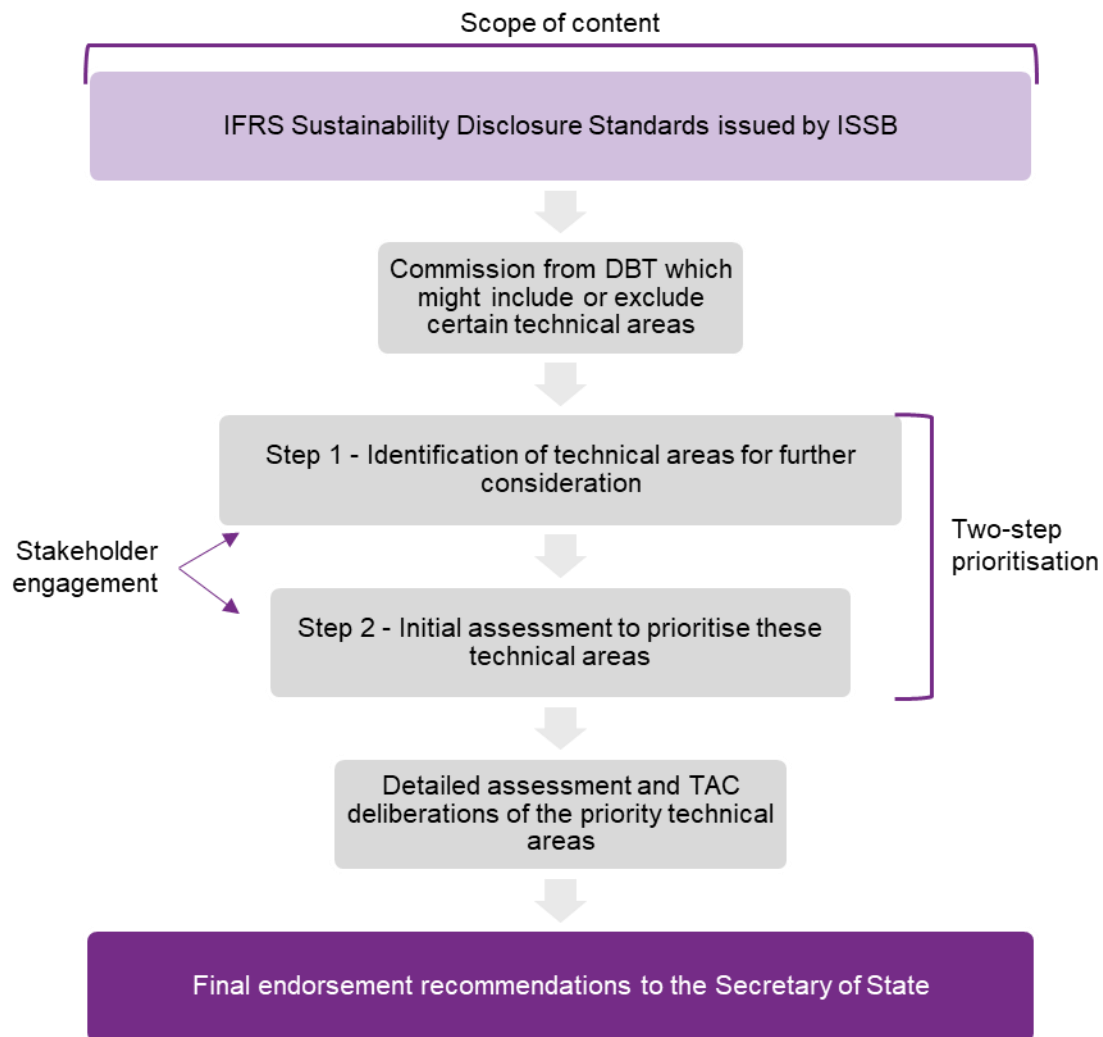 Scope of content
IFRS Sustainability Disclosure Standards issued by ISSB
Commission from DBT which
might include or exclude
certain technical areas
Step 1 - Identification of technical areas for further
consideration
Stakeholder
engagement
Two-step
prioritisation
Step 2 - Initial assessment to prioritise these
technical areas
Detailed assessment and TAC
deliberations of the priority technical
areas
Final endorsement recommendations to the Secretary of State